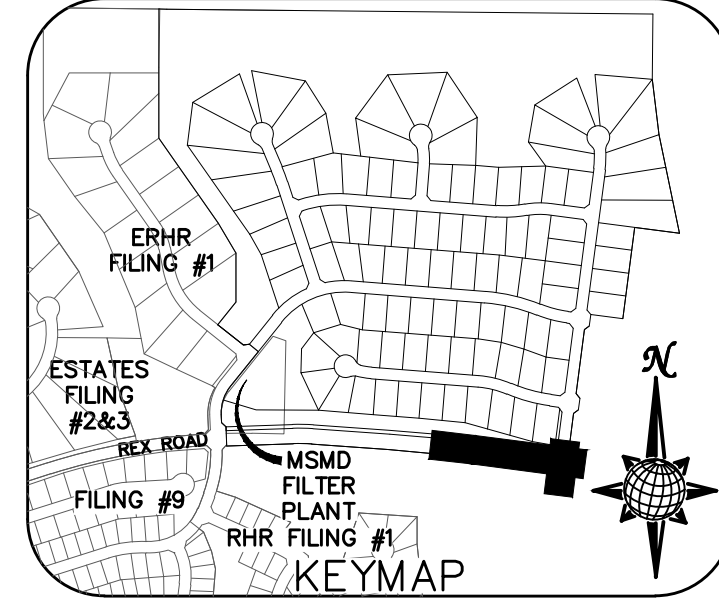 N
ERHR
FILING #1
ESTATES
FILING
#2&3
REX ROAD
FILING #9
MSMD
FILTER
PLANT
RHR FILING #1
KEYMAP